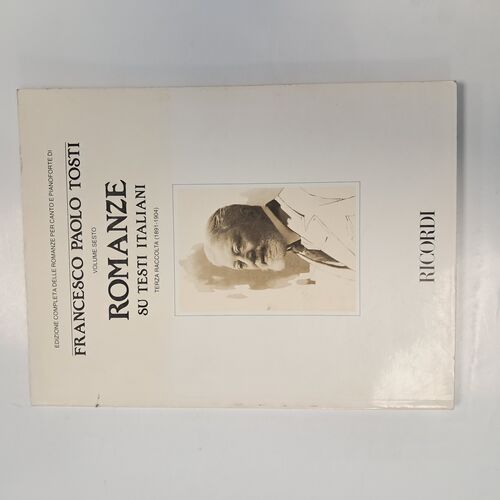 EDIZIONE COMPLETA DELLE ROMANZE PER CANTO E PIANOFORTE DI
FRANCESCO PAOLO TOSTI
VOLUME SESTO
ROMANZE
SU TESTI ITALIANI
TERZA RACCOLTA (1891-1904)
RICORDI